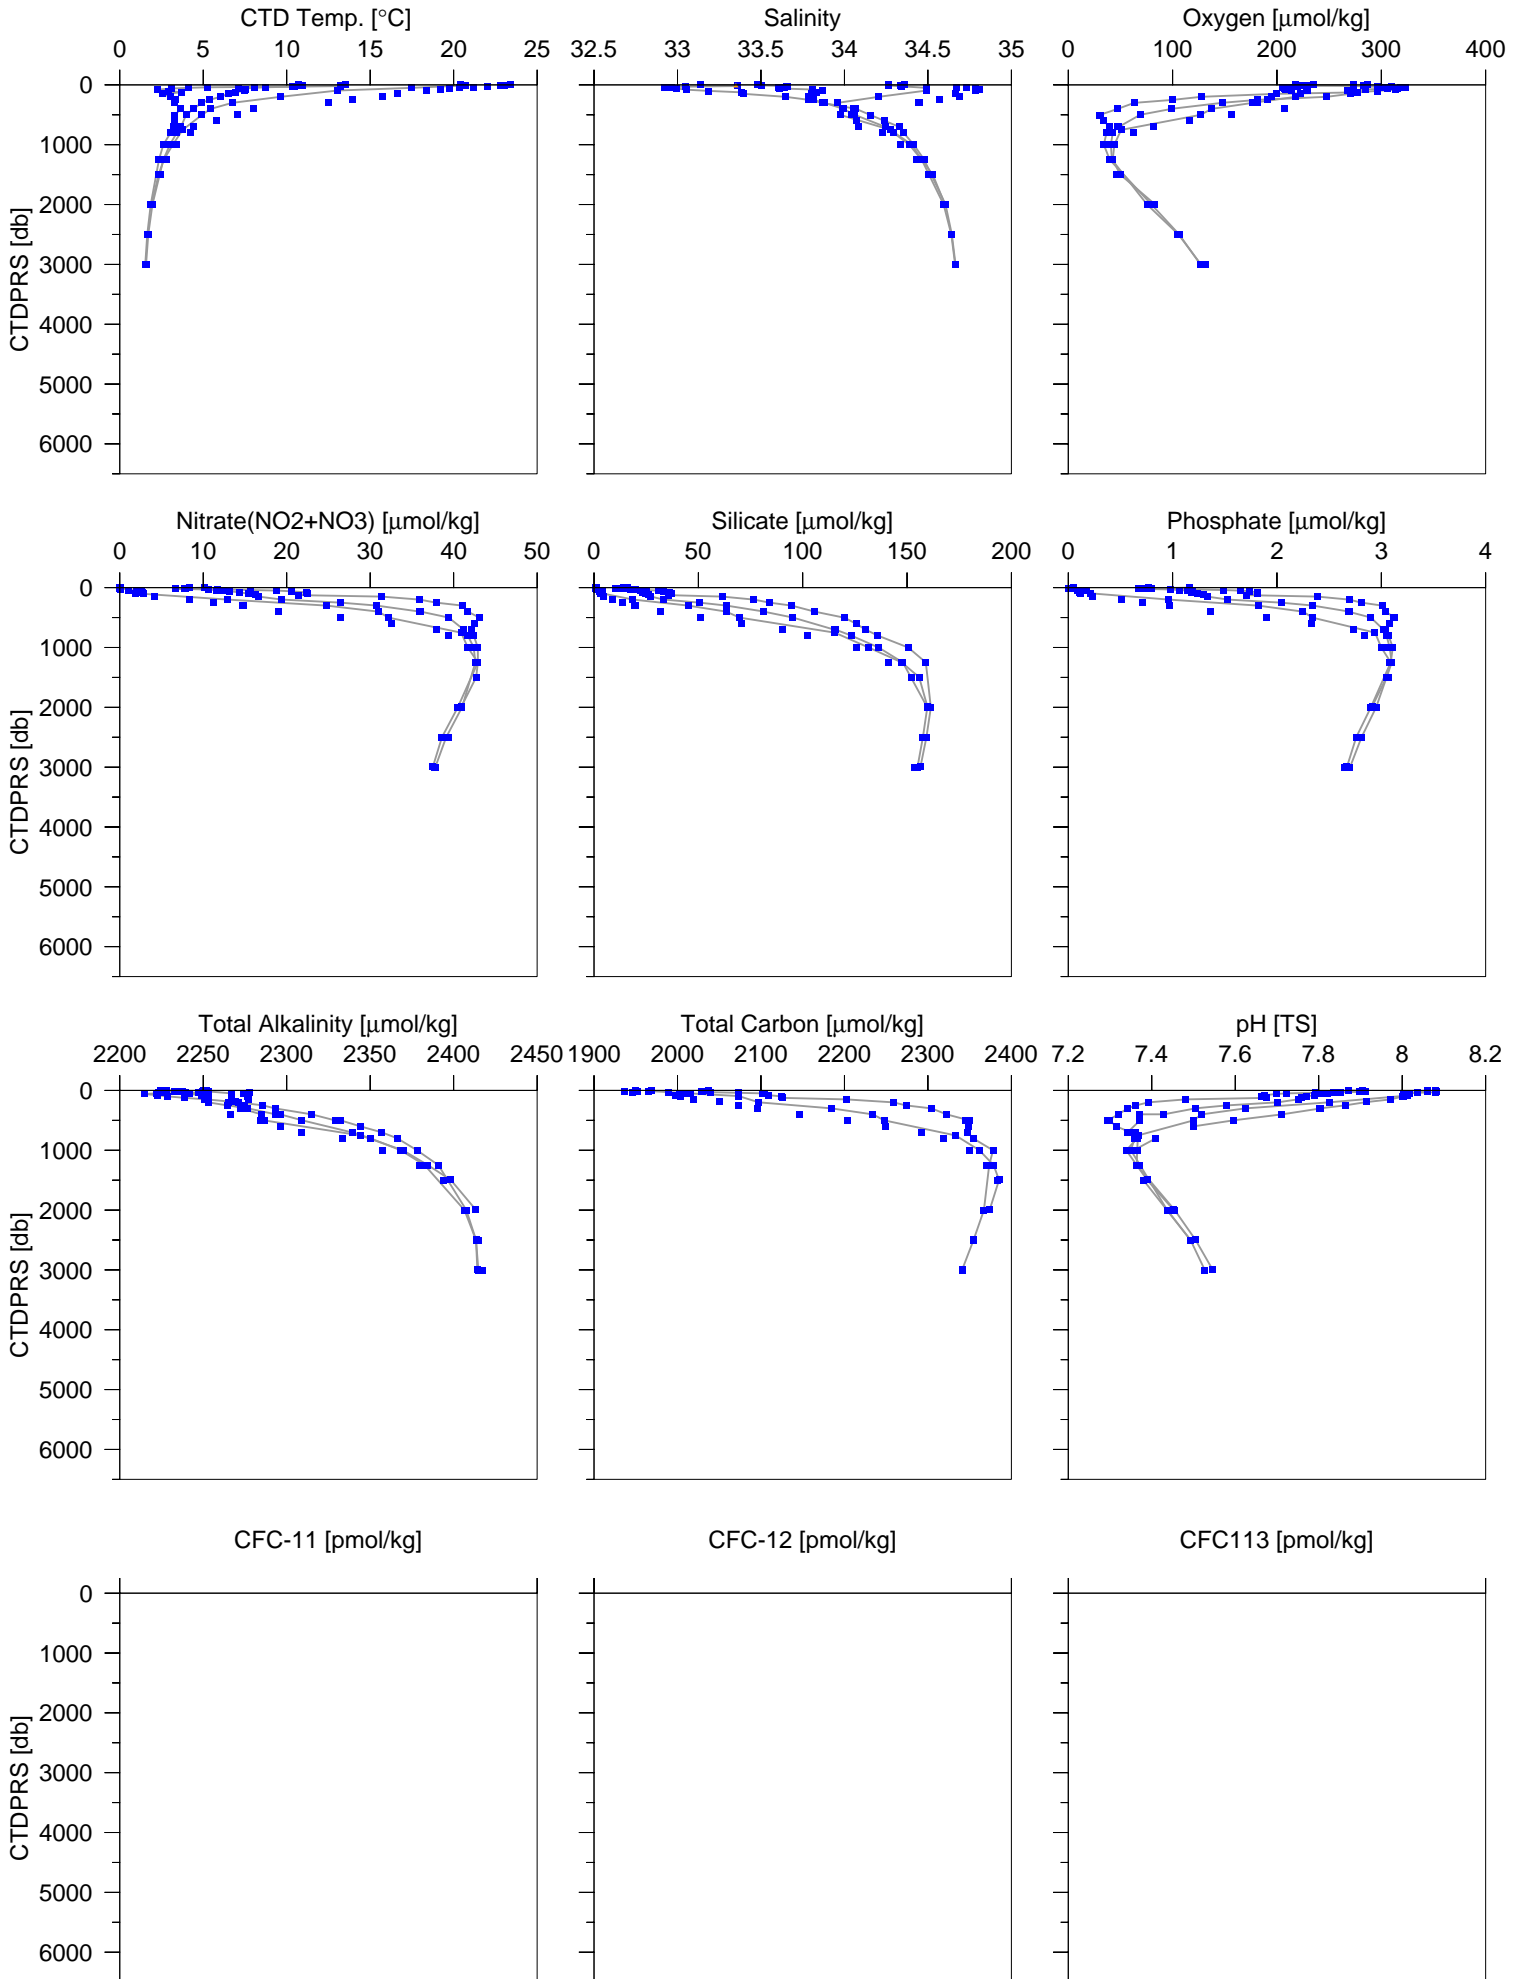 CTD Temp. [°C] Salinity Oxygen [μmol/kg]
0 5 10 15 20 25 32.5 33 33.5 34 34.5 35 0 100 200 300 400
0
1000
2000
3000
4000
5000
6000
CTDPRS [db]
Nitrate(NO2+NO3) [μmol/kg] Silicate [μmol/kg] Phosphate [μmol/kg]
0 10 20 30 40 50 0 50 100 150 200 0 1 2 3 4
0
1000
2000
3000
4000
5000
6000
CTDPRS [db]
Total Alkalinity [μmol/kg] Total Carbon [μmol/kg] pH [TS]
2200 2250 2300 2350 2400 2450 1900 2000 2100 2200 2300 2400 7.2 7.4 7.6 7.8 8 8.2
0
1000
2000
3000
4000
5000
6000
CTDPRS [db]
CFC-11 [pmol/kg] CFC-12 [pmol/kg] CFC113 [pmol/kg]
0
1000
2000
3000
4000
5000
6000
CTDPRS [db]